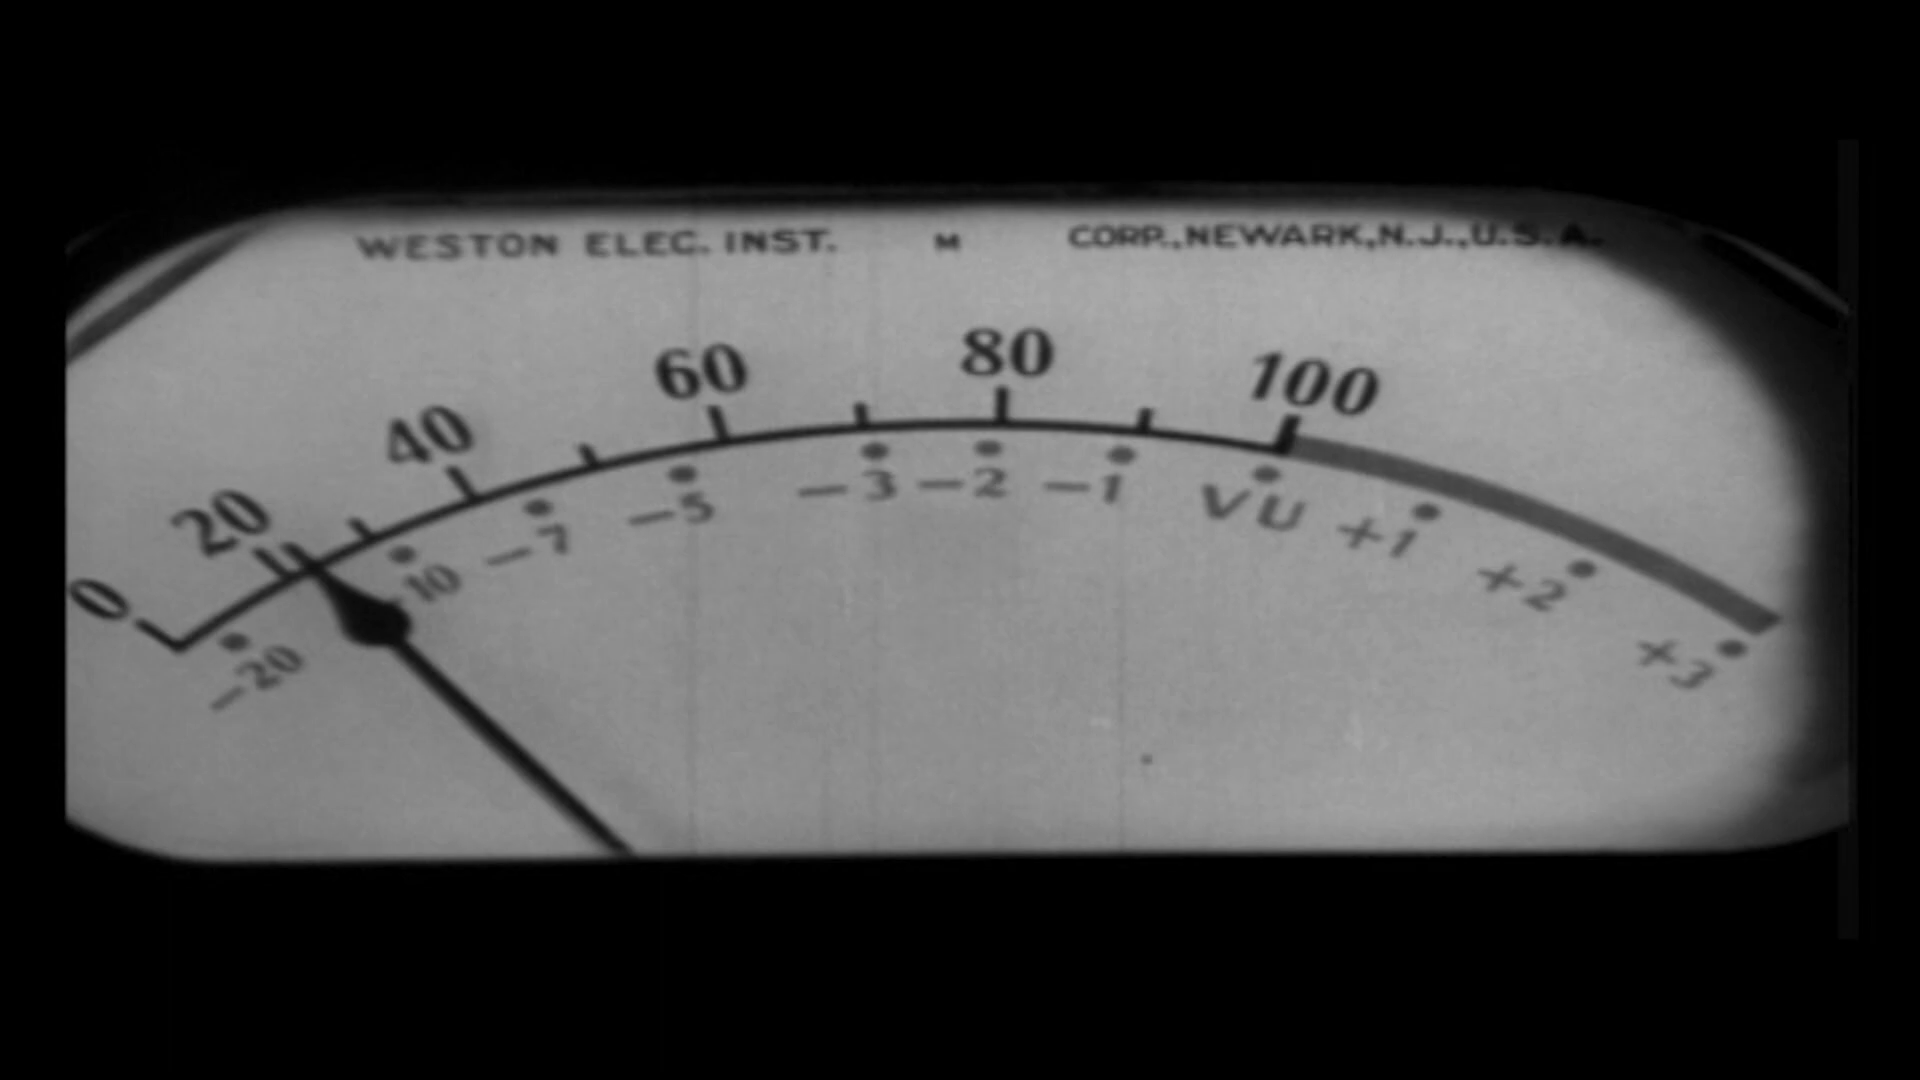 WESTON ELEC. INST. M CORP., NEWARK, N.J., U.S.A.
0 20 40 60 80 100
-20 -10 -7 -5 -3 -2 -1 VU +1 +2 +3